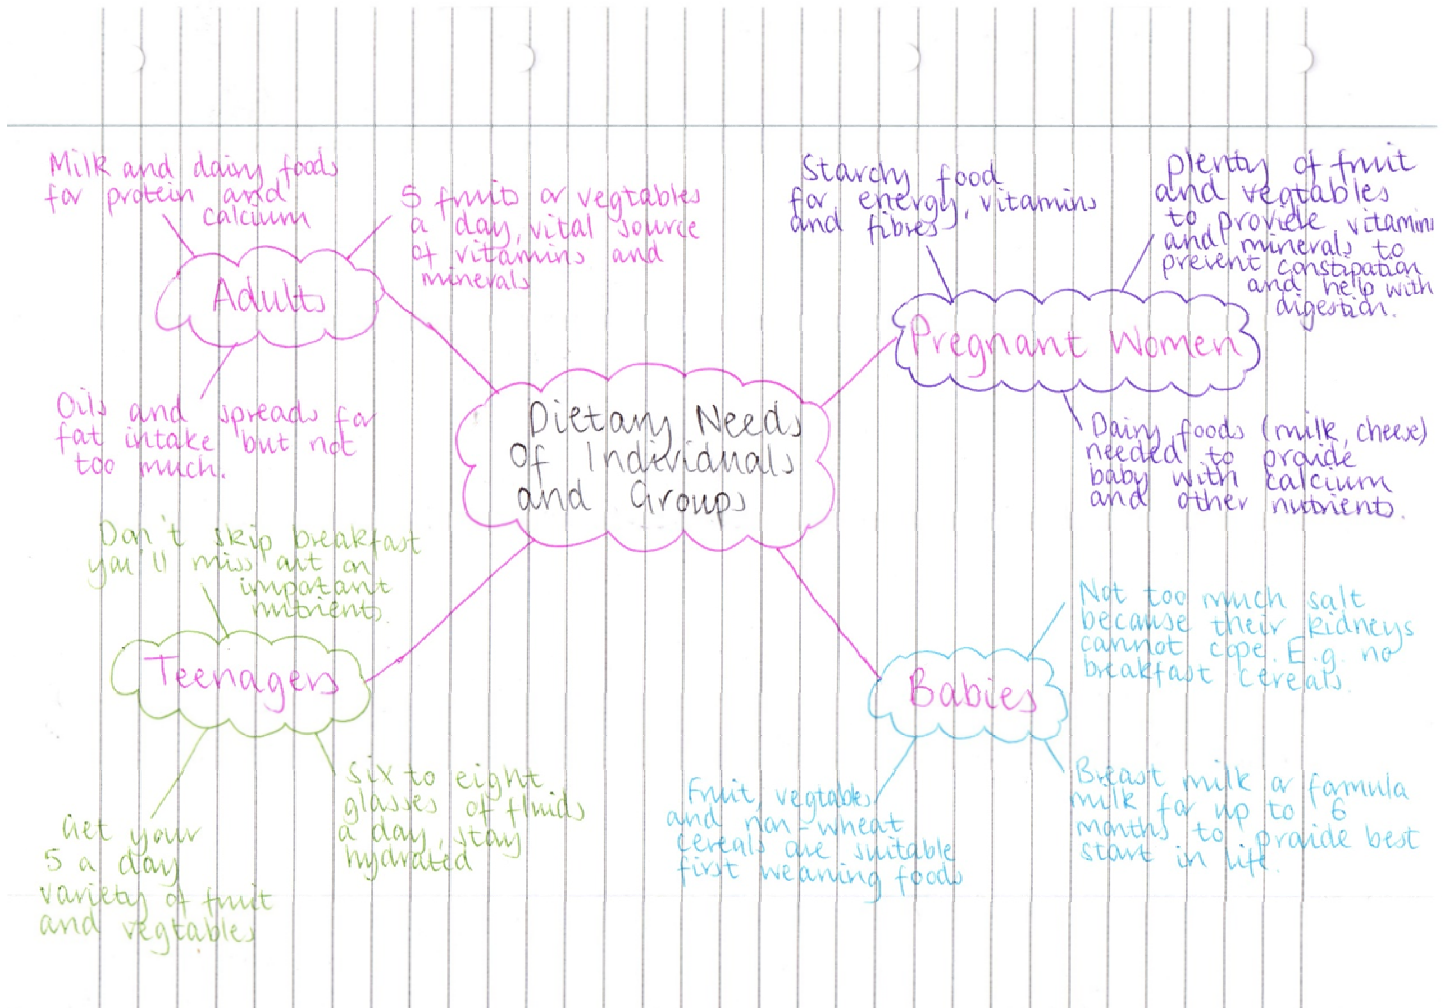 Dietary Needs
of Individuals
and Groups
Adults
Milk and dairy foods
for protein and
calcium
5 fruits or vegtables
a day, vital source
of vitamins and
minerals
Oils and spreads for
fat intake but not
too much.
Pregnant Women
Starchy food
for energy, vitamins
and fibres
plenty of fruit
and vegtables
to provide vitamins
and minerals to
prevent constipation
and help with
digestion.
Dairy foods (milk, cheese)
needed to provide
baby with calcium
and other nutrients.
Teenagers
Don't skip breakfast
you'll miss out on
important
nutrients.
Get your
5 a day
variety of fruit
and vegtables
six to eight
glasses of fluids
a day, stay
hydrated
Babies
Not too much salt
because their kidneys
cannot cope. E.g. no
breakfast cereals
Fruit, vegtables
and non-wheat
cereals are suitable
first weaning foods
Breast milk or formula
milk for up to 6
months to provide best
start in life.